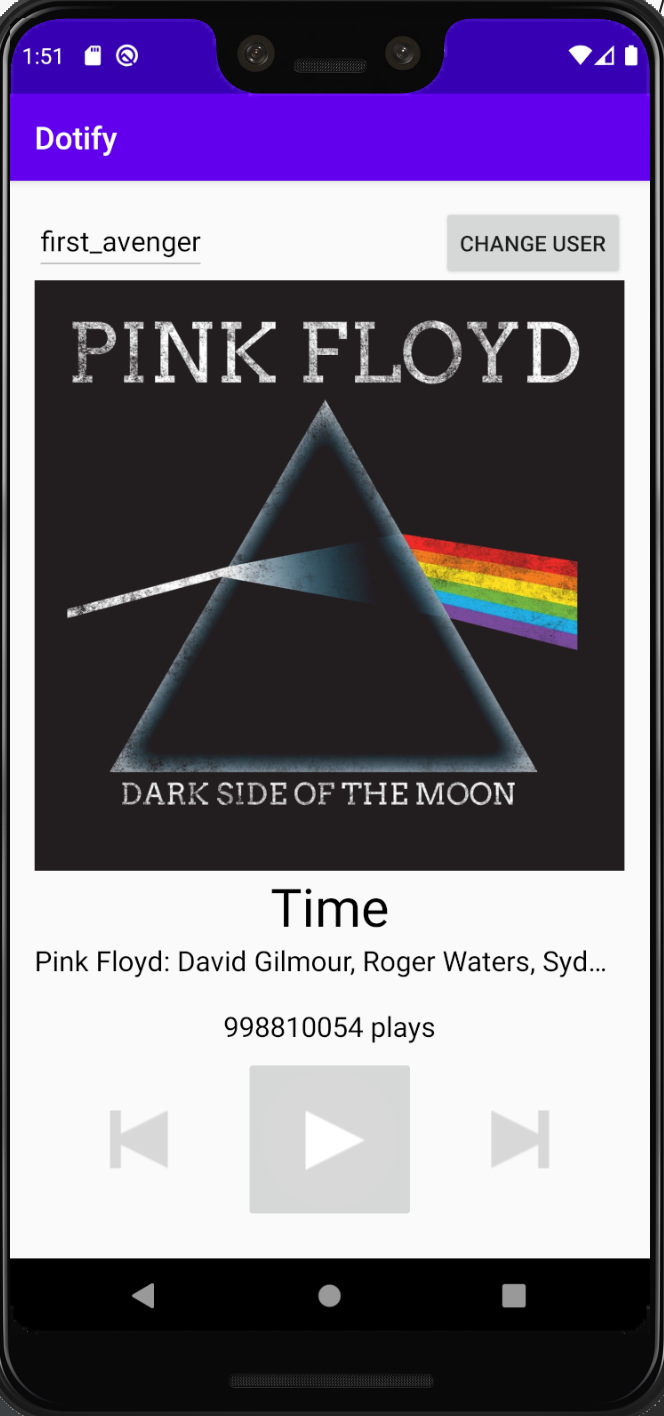 1:51
Dotify
first_avenger
CHANGE USER
PINK FLOYD
DARK SIDE OF THE MOON
Time
Pink Floyd: David Gilmour, Roger Waters, Syd...
998810054 plays